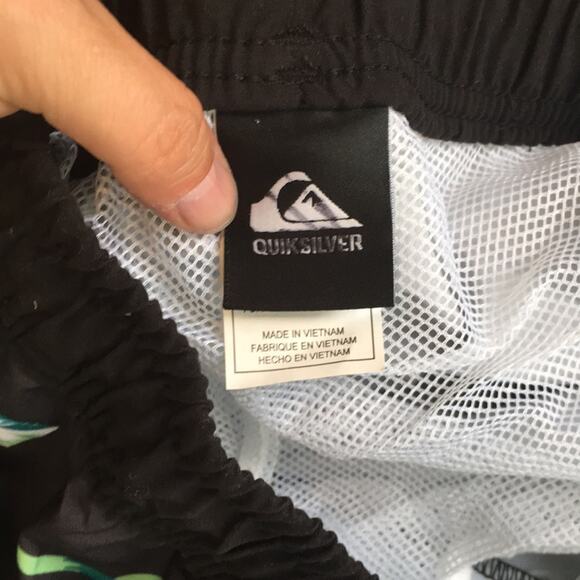 QUIKSILVER
MADE IN VIETNAM
FABRIQUE EN VIETNAM
HECHO EN VIETNAM